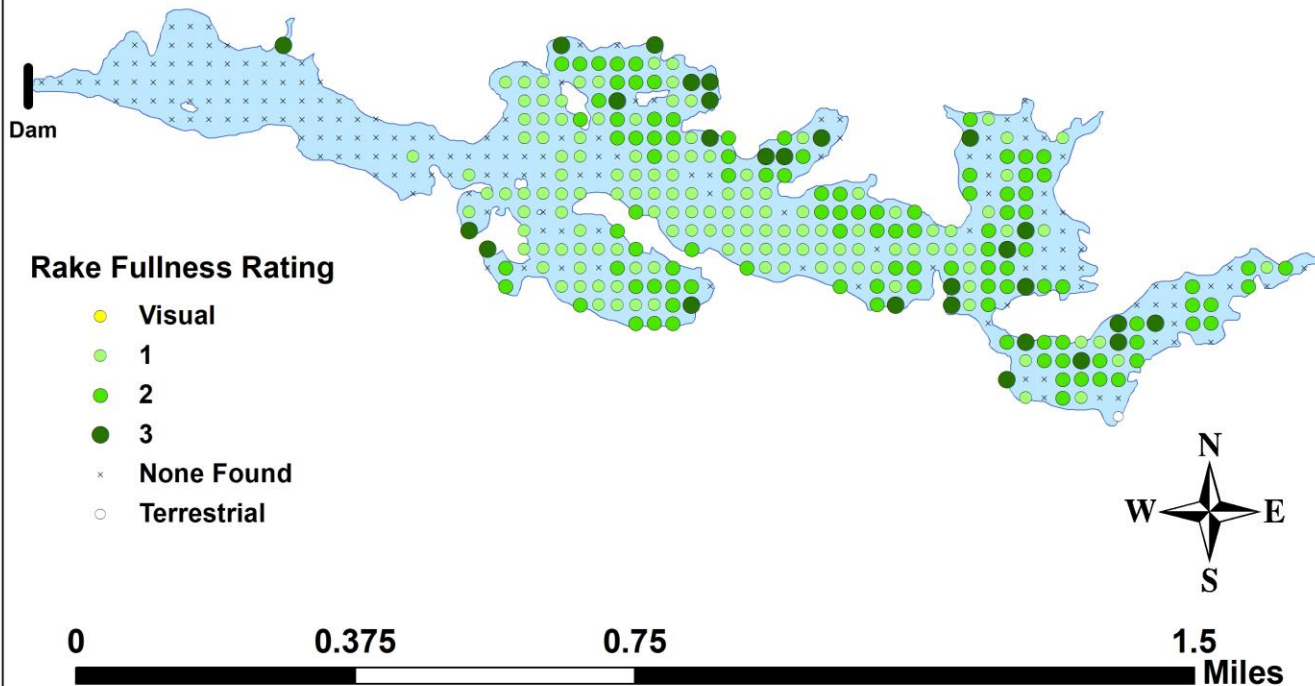 Dam
Rake Fullness Rating
Visual
1
2
3
None Found
Terrestrial
N
W E
S
0 0.375 0.75 1.5
Miles